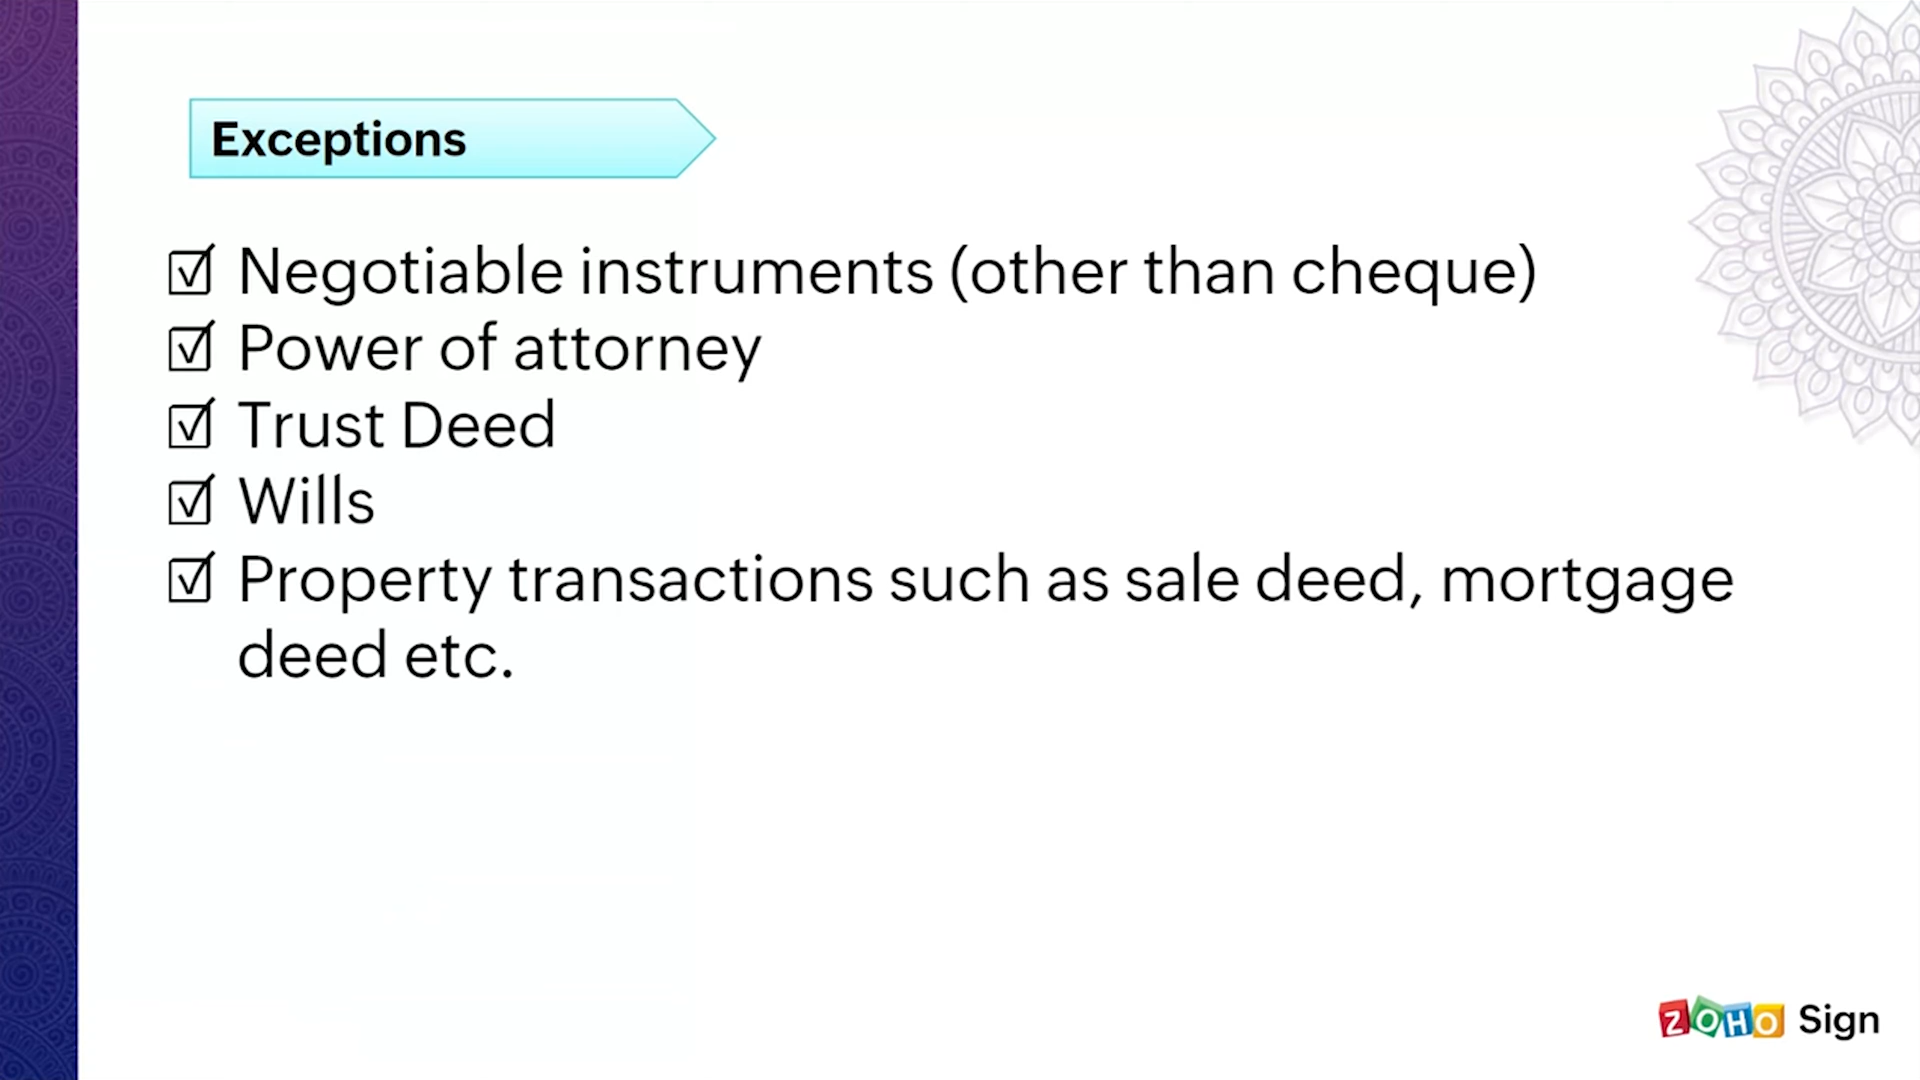 Exceptions
☑ Negotiable instruments (other than cheque)
☑ Power of attorney
☑ Trust Deed
☑ Wills
☑ Property transactions such as sale deed, mortgage
deed etc.
ZOHO Sign